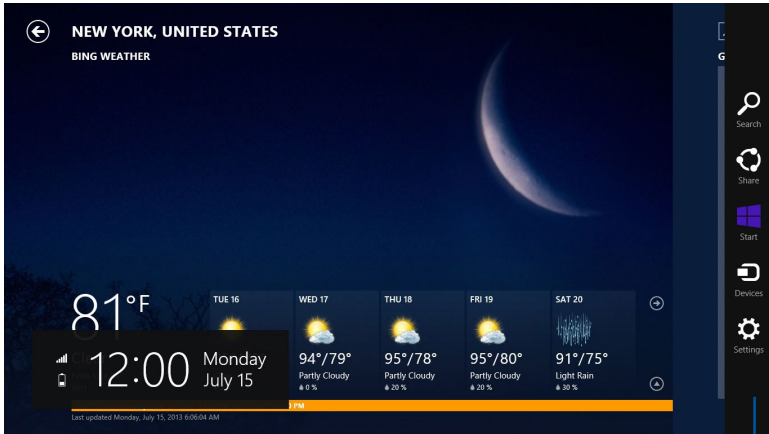 NEW YORK, UNITED STATES
BING WEATHER
G
Search
Share
Start
Devices
Settings
81°F
TUE 16
WED 17
94°/79°
Partly Cloudy
0 %
THU 18
95°/78°
Partly Cloudy
20 %
FRI 19
95°/80°
Partly Cloudy
20 %
SAT 20
91°/75°
Light Rain
30 %
12:00
Monday
July 15
PM
Last updated Monday, July 15, 2013 6:06:04 AM